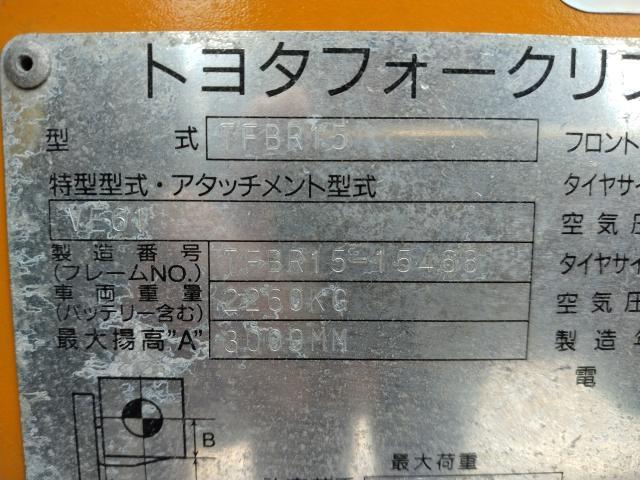 トヨタフォークリフ
型 式 7FBR15 フロント
特型型式・アタッチメント型式 タイヤサイ
空気圧
製造番号
(フレームNO.) 7FBR15-15468 タイヤサイ
車両重量
(バッテリー含む) 2260KG 空気圧
最大揚高"A" 3000MM 製造年
電
B
最大荷重